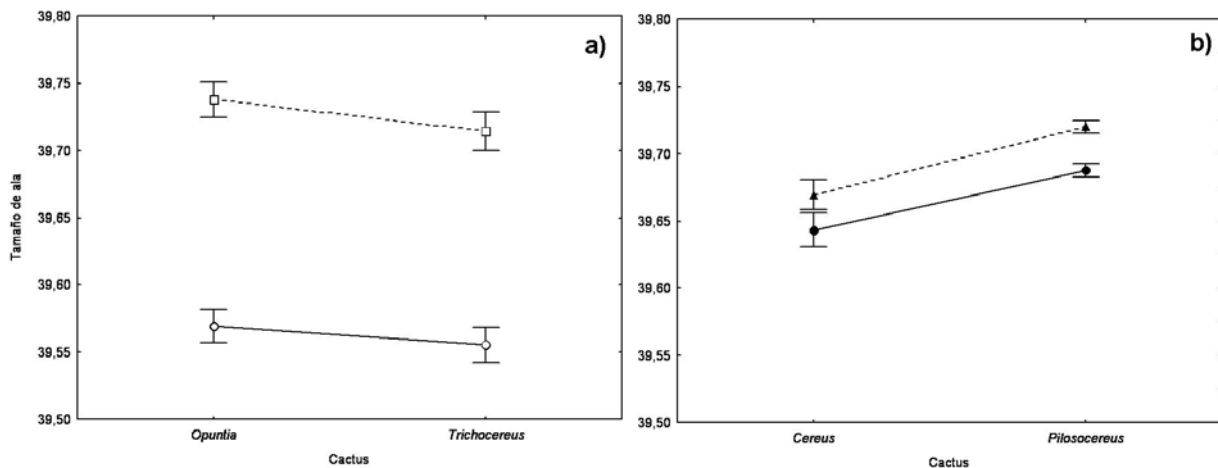 a)
39,80
39,75
39,70
39,65
39,60
39,55
39,50
Tamaño de ala
Opuntia
Trichocereus
Cactus
b)
39,80
39,75
39,70
39,65
39,60
39,55
39,50
Cereus
Pilosocereus
Cactus